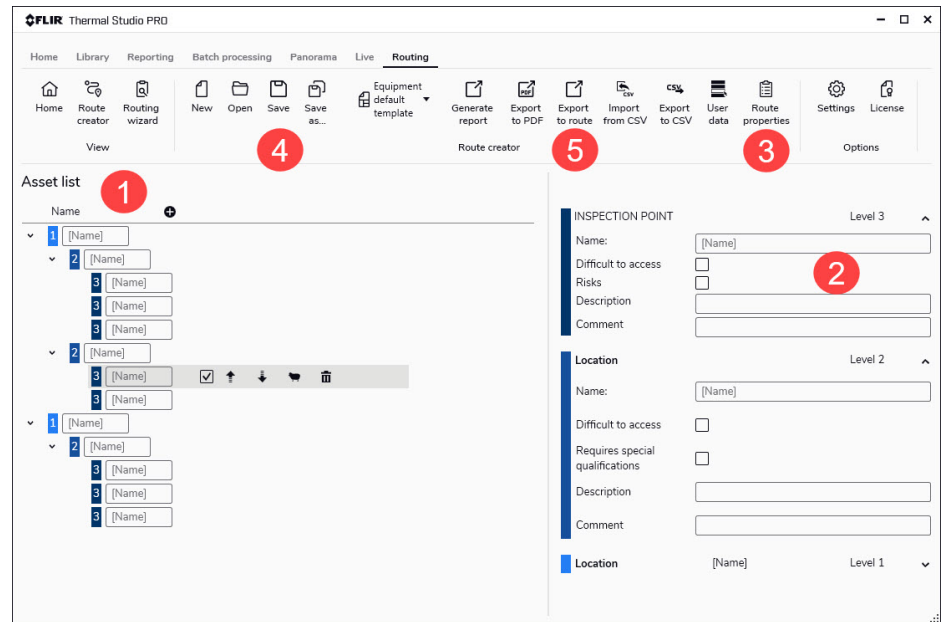 FLIR Thermal Studio PRO
Home Library Reporting Batch processing Panorama Live Routing
Home
Route
creator
Routing
wizard
New
Open
Save
Save
as...
Equipment
default
template
Generate
report
PDF
Export
to PDF
Export
to route
CSV
Import
from CSV
CSV
Export
to CSV
User
data
Route
properties
Settings
License
View
4
Route creator
5
3
Options
Asset list
1
Name
1 [Name]
2 [Name]
3 [Name]
3 [Name]
3 [Name]
2 [Name]
3 [Name]
3 [Name]
1 [Name]
2 [Name]
3 [Name]
3 [Name]
3 [Name]
INSPECTION POINT Level 3
Name: [Name]
Difficult to access
2
Risks
Description
Comment
Location Level 2
Name: [Name]
Difficult to access
Requires special
qualifications
Description
Comment
Location [Name] Level 1